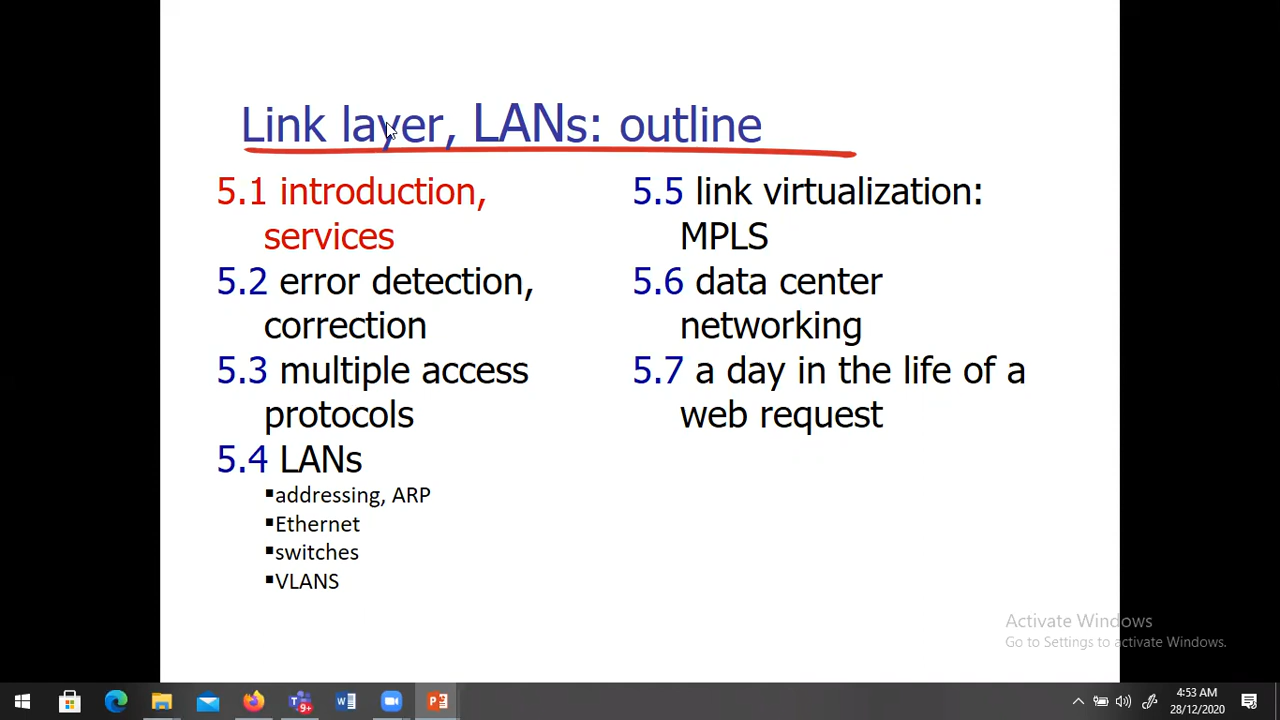 Link layer, LANs: outline
5.1 introduction,
services
5.2 error detection,
correction
5.3 multiple access
protocols
5.4 LANs
▪addressing, ARP
▪Ethernet
▪switches
▪VLANS
5.5 link virtualization:
MPLS
5.6 data center
networking
5.7 a day in the life of a
web request
Activate Windows
Go to Settings to activate Windows.
9+
4:53 AM
28/12/2020